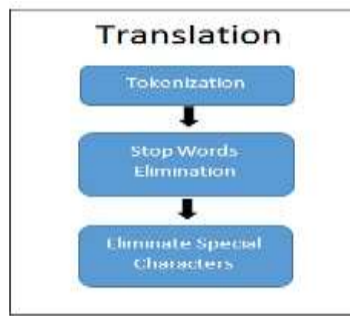 Translation
Tokenization
Stop Words
Elimination
Eliminate Special
Characters